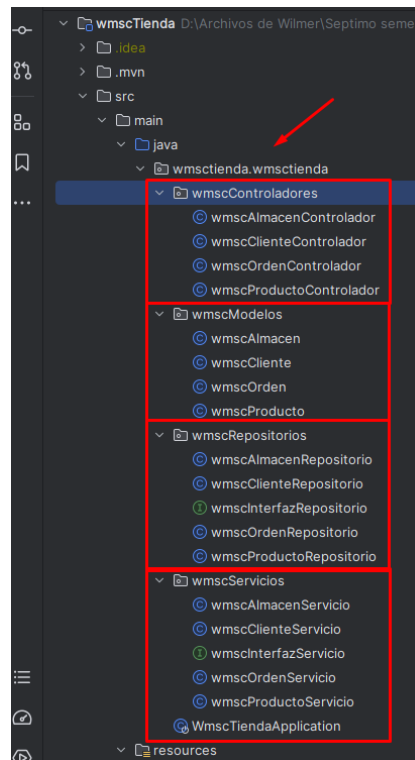 wmscTienda D:\Archivos de Wilmer\Septimo seme
.idea
.mvn
src
main
java
wmsctienda.wmsctienda
wmscControladores
wmscAlmacenControlador
wmscClienteControlador
wmscOrdenControlador
wmscProductoControlador
wmscModelos
wmscAlmacen
wmscCliente
wmscOrden
wmscProducto
wmscRepositorios
wmscAlmacenRepositorio
wmscClienteRepositorio
wmscInterfazRepositorio
wmscOrdenRepositorio
wmscProductoRepositorio
wmscServicios
wmscAlmacenServicio
wmscClienteServicio
wmscInterfazServicio
wmscOrdenServicio
wmscProductoServicio
WmscTiendaApplication
resources